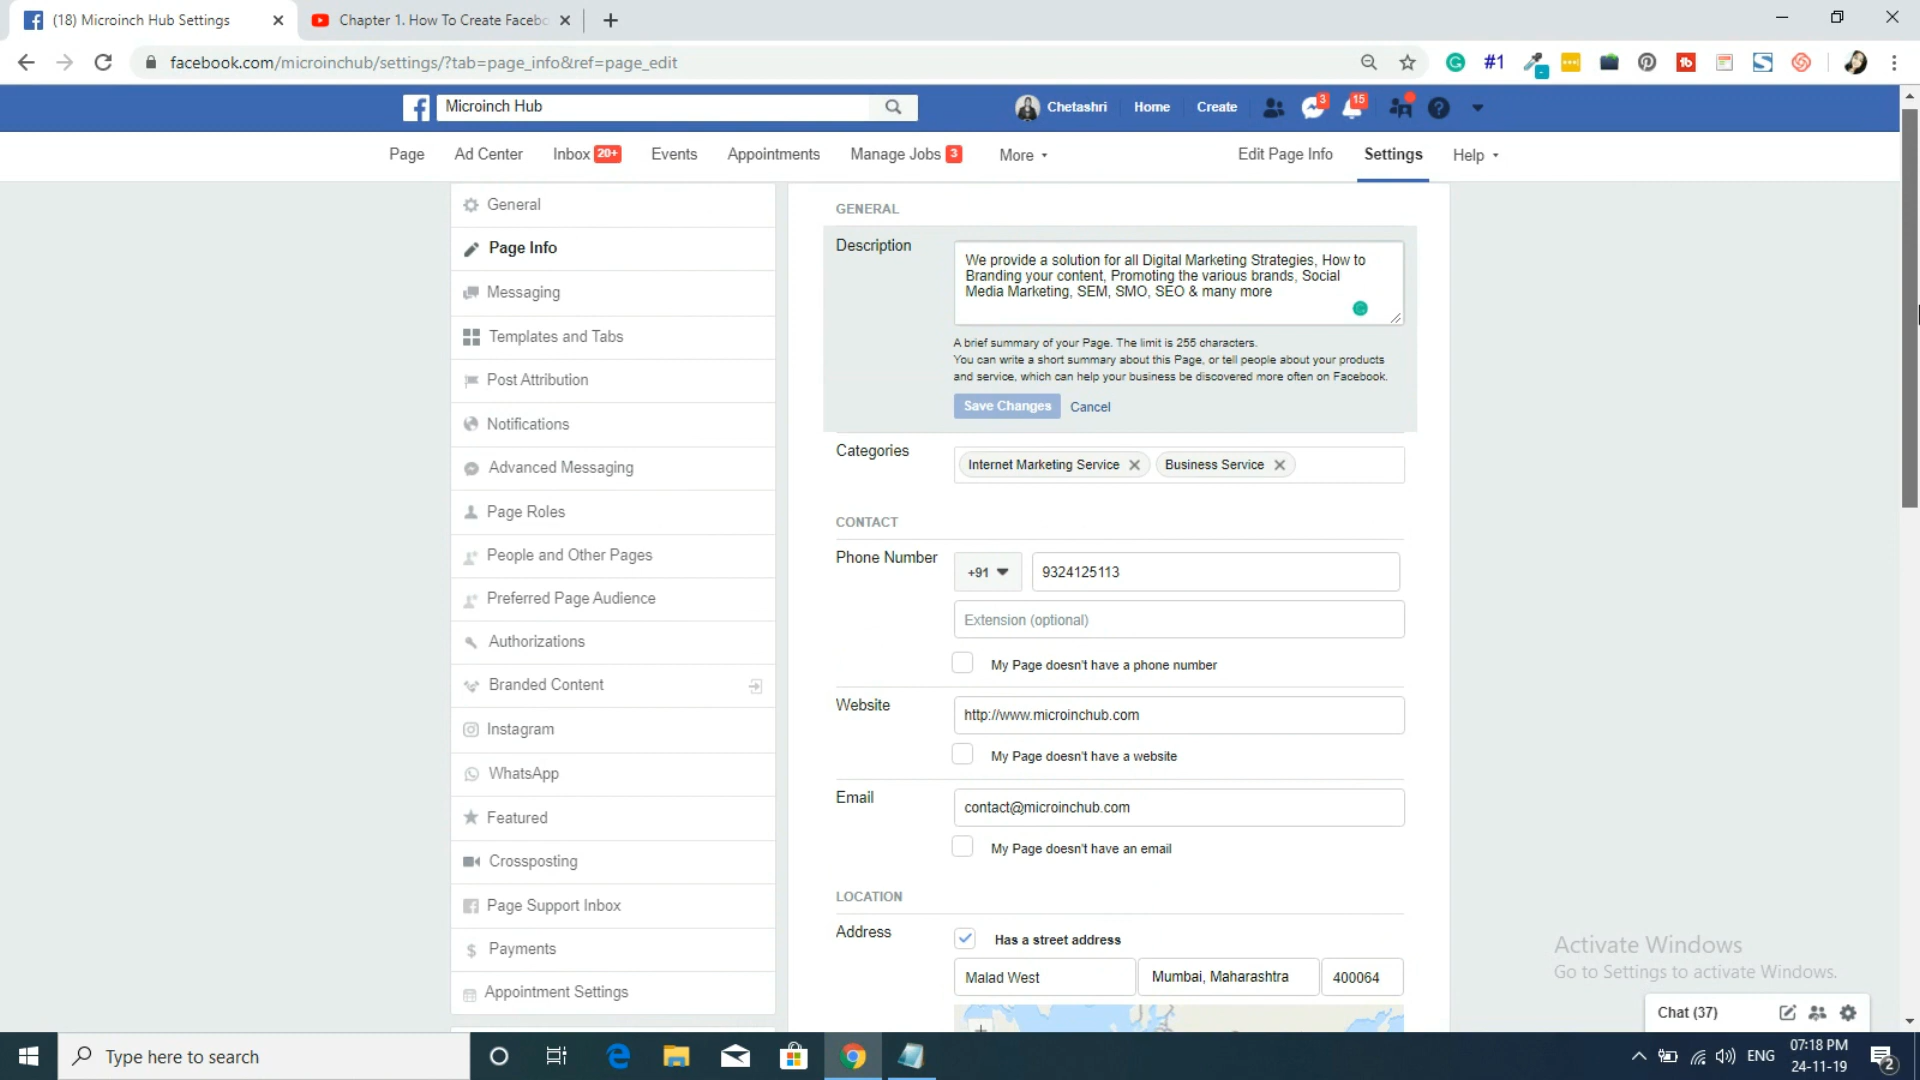 (18) Microinch Hub Settings
Chapter 1. How To Create Facebo
facebook.com/microinchub/settings/?tab=page_info&ref=page_edit
#1
Microinch Hub
Chetashri
Home
Create
3
15
Page
Ad Center
Inbox 20+
Events
Appointments
Manage Jobs 3
More
Edit Page Info
Settings
Help
General
Page Info
Messaging
Templates and Tabs
Post Attribution
Notifications
Advanced Messaging
Page Roles
People and Other Pages
Preferred Page Audience
Authorizations
Branded Content
Instagram
WhatsApp
Featured
Crossposting
Page Support Inbox
Payments
Appointment Settings
GENERAL
Description
We provide a solution for all Digital Marketing Strategies, How to
Branding your content, Promoting the various brands, Social
Media Marketing, SEM, SMO, SEO & many more
A brief summary of your Page. The limit is 255 characters.
You can write a short summary about this Page, or tell people about your products
and service, which can help your business be discovered more often on Facebook.
Save Changes
Cancel
Categories
Internet Marketing Service
Business Service
CONTACT
Phone Number
+91
9324125113
Extension (optional)
My Page doesn't have a phone number
Website
http://www.microinchub.com
My Page doesn't have a website
Email
contact@microinchub.com
My Page doesn't have an email
LOCATION
Address
Has a street address
Malad West
Mumbai, Maharashtra
400064
Activate Windows
Go to Settings to activate Windows.
Chat (37)
Type here to search
ENG
07:18 PM
24-11-19
2